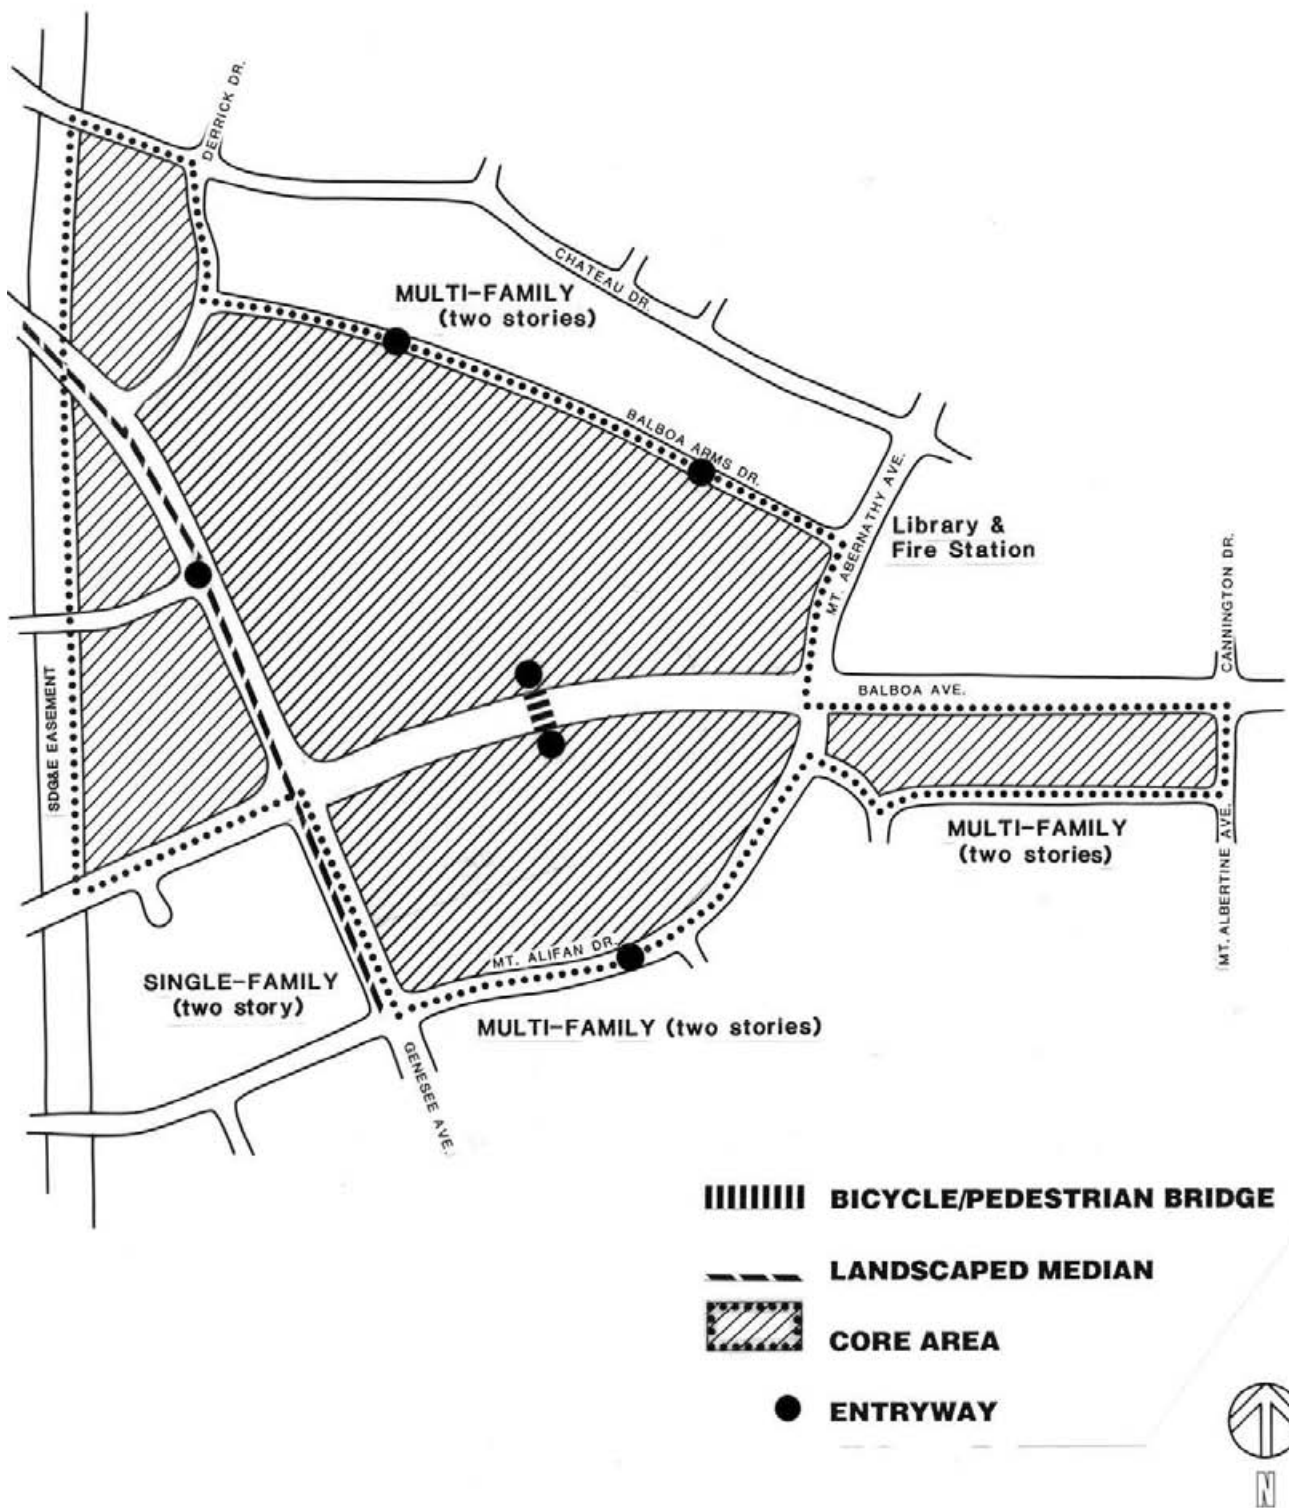 DERRICK DR.
CHATEAU DR.
MULTI-FAMILY
(two stories)
BALBOA ARMS DR.
MT. ABERNATHY AVE.
Library &
Fire Station
CANNINGTON DR.
BALBOA AVE.
SDG&E EASEMENT
MULTI-FAMILY
(two stories)
MT. ALBERTINE AVE.
MT. ALIFAN DR.
SINGLE-FAMILY
(two story)
MULTI-FAMILY (two stories)
GENESEE AVE.
BICYCLE/PEDESTRIAN BRIDGE
LANDSCAPED MEDIAN
CORE AREA
ENTRYWAY
N